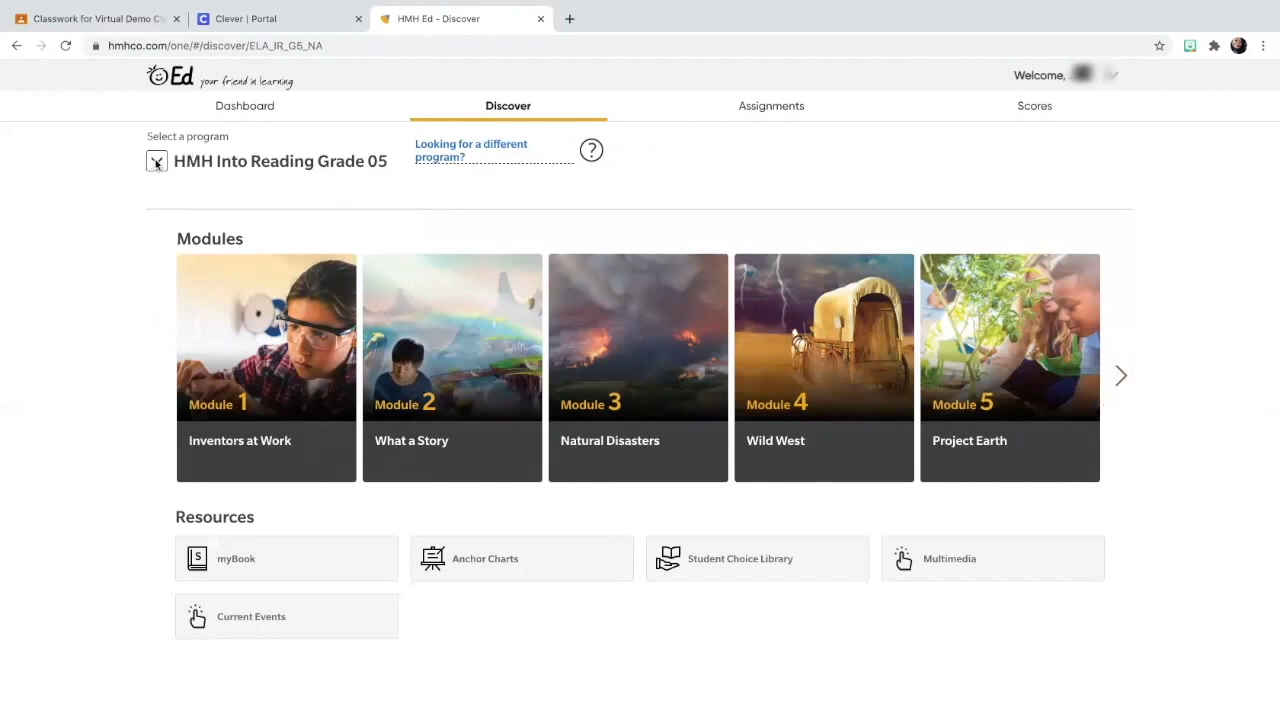 Classwork for Virtual Demo Cl
Clever | Portal
HMH Ed - Discover
hmhco.com/one/#/discover/ELA_IR_G5_NA
Ed your friend in learning
Welcome,
Dashboard
Discover
Assignments
Scores
Select a program
HMH Into Reading Grade 05
Looking for a different
program?
?
Modules
Module 1
Module 2
Module 3
Module 4
Module 5
Inventors at Work
What a Story
Natural Disasters
Wild West
Project Earth
Resources
S
myBook
Anchor Charts
Student Choice Library
Multimedia
Current Events